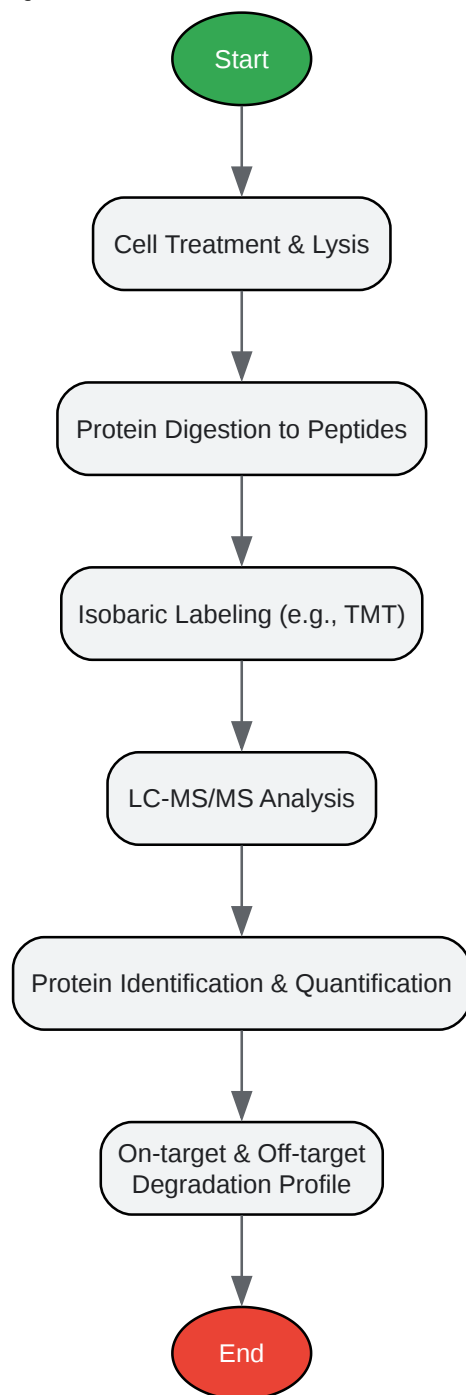 Start
Cell Treatment & Lysis
Protein Digestion to Peptides
Isobaric Labeling (e.g., TMT)
LC-MS/MS Analysis
Protein Identification & Quantification
On-target & Off-target
Degradation Profile
End